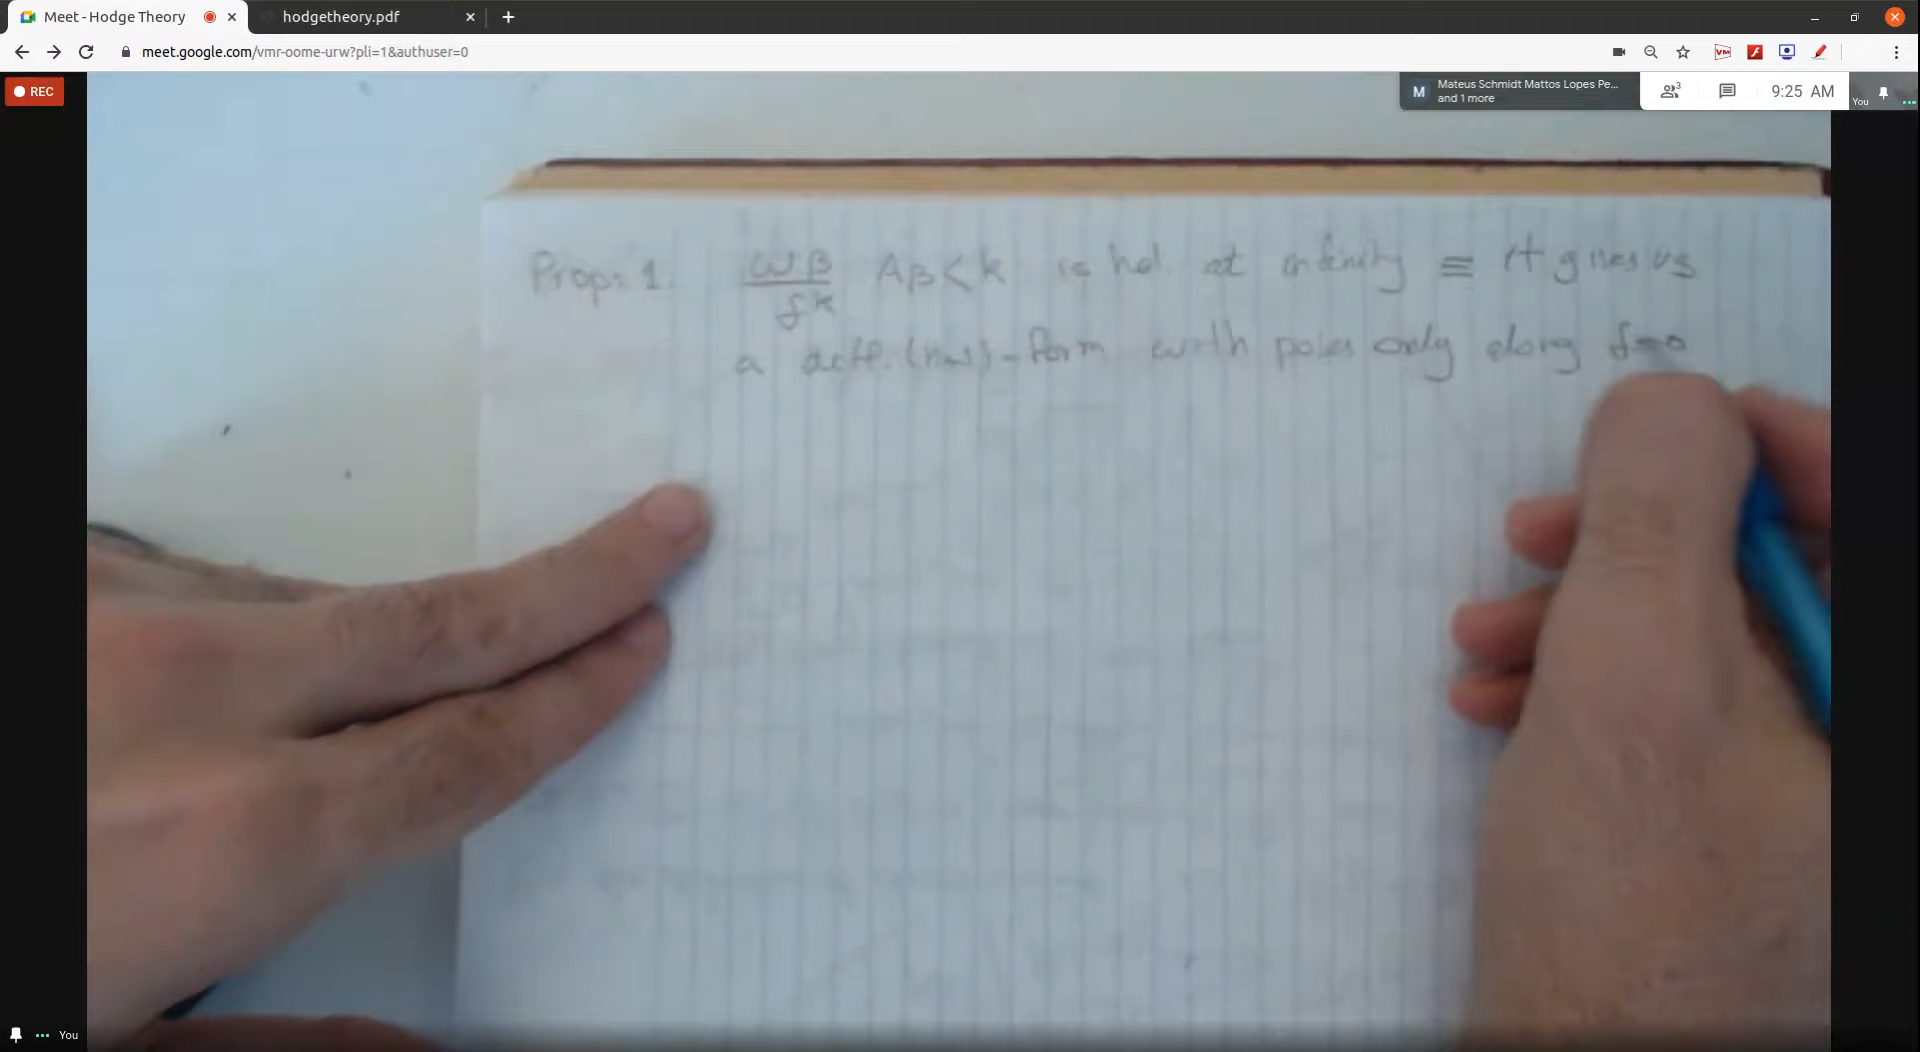 Meet - Hodge Theory
hodgetheory.pdf
meet.google.com/vmr-oome-urw?pli=1&authuser=0
REC
M
Mateus Schmidt Mattos Lopes Pe...
and 1 more
3
9:25 AM
You
Prop: 1. ωβ/f^k Aβ<k is hol. at infinity ≡ it gives us
a diff. (n+1)-form with poles only along f=0
You